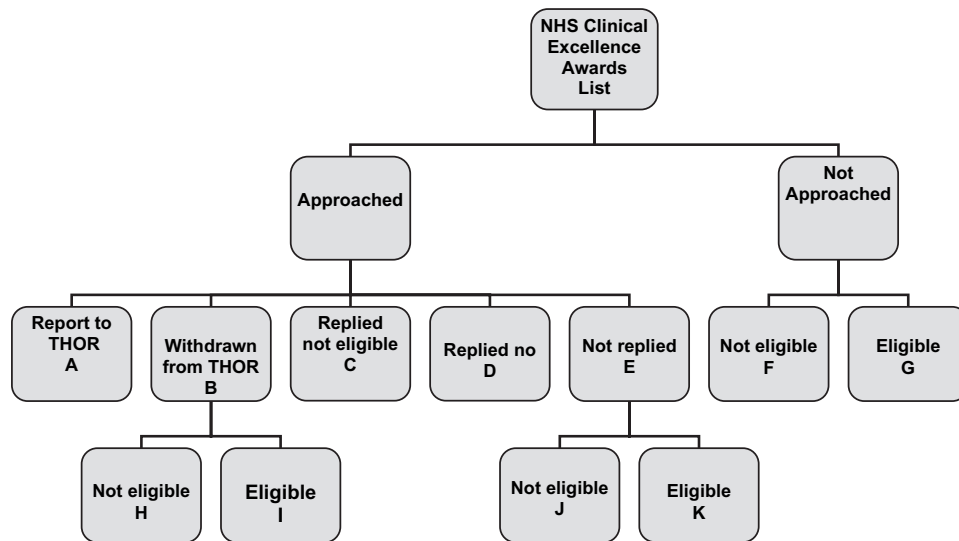 NHS Clinical
Excellence
Awards
List
Approached
Not
Approached
Report to
THOR
A
Withdrawn
from THOR
B
Replied
not eligible
C
Replied no
D
Not replied
E
Not eligible
F
Eligible
G
Not eligible
H
Eligible
I
Not eligible
J
Eligible
K